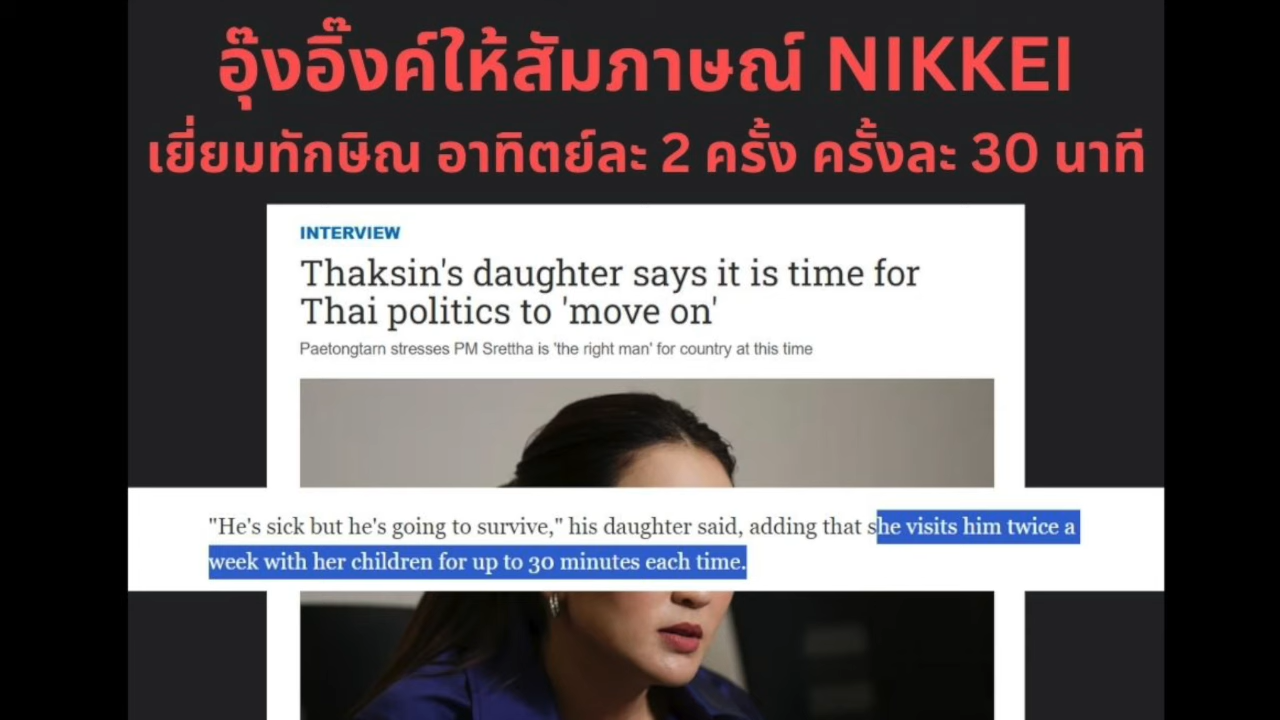 อุ๊งอิ๊งค์ให้สัมภาษณ์ NIKKEI
เยี่ยมทักษิณ อาทิตย์ละ 2 ครั้ง ครั้งละ 30 นาที
INTERVIEW
Thaksin's daughter says it is time for
Thai politics to 'move on'
Paetongtarn stresses PM Srettha is 'the right man' for country at this time
"He's sick but he's going to survive," his daughter said, adding that she visits him twice a
week with her children for up to 30 minutes each time.